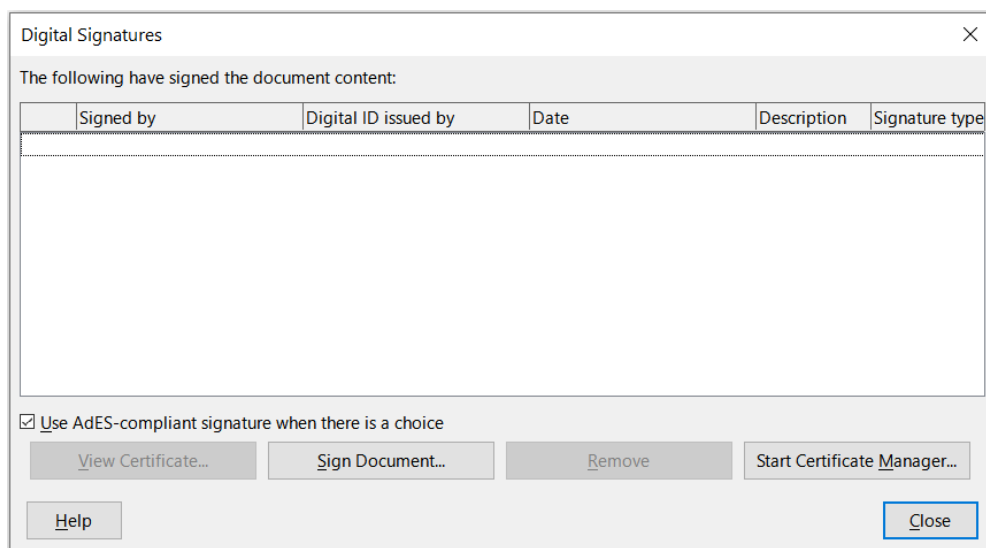 Digital Signatures
The following have signed the document content:
Signed by Digital ID issued by Date Description Signature type
Use AdES-compliant signature when there is a choice
View Certificate... Sign Document... Remove Start Certificate Manager...
Help Close